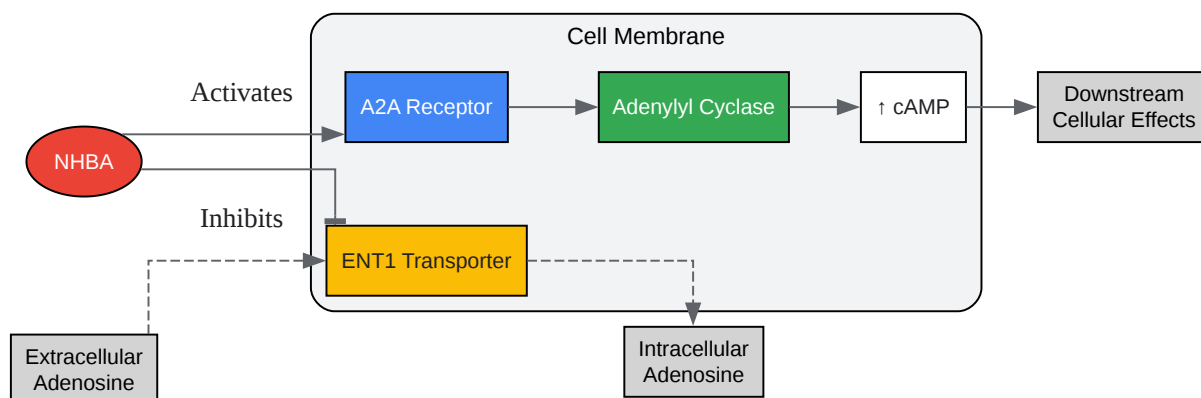 Cell Membrane
Activates
A2A Receptor
Adenylyl Cyclase
↑ cAMP
Downstream
Cellular Effects
NHBA
Inhibits
ENT1 Transporter
Extracellular
Adenosine
Intracellular
Adenosine